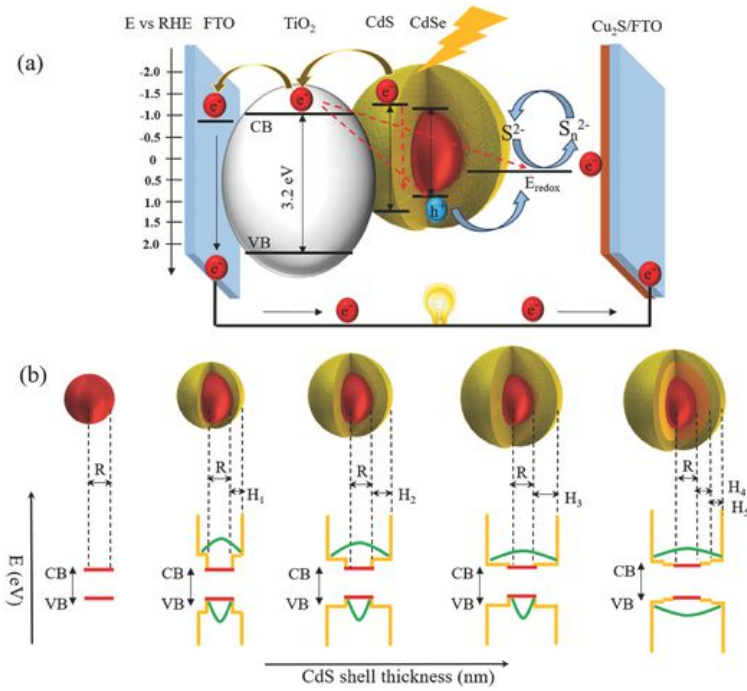 E vs RHE FTO TiO₂ CdS CdSe Cu₂S/FTO
(a)
-2.0
-1.5
-1.0
-0.5
0
0.5
1.0
1.5
2.0
e⁻
e⁻
e⁻
CB
3.2 eV
VB
h⁺
S²⁻
Sₙ²⁻
E redox
e⁻
e⁻
e⁻
e⁻
e⁻
(b)
R
R
H₁
R
H₂
R
H₃
R
H₄
H₅
E (eV)
CB
VB
CB
VB
CB
VB
CB
VB
CB
VB
CdS shell thickness (nm)